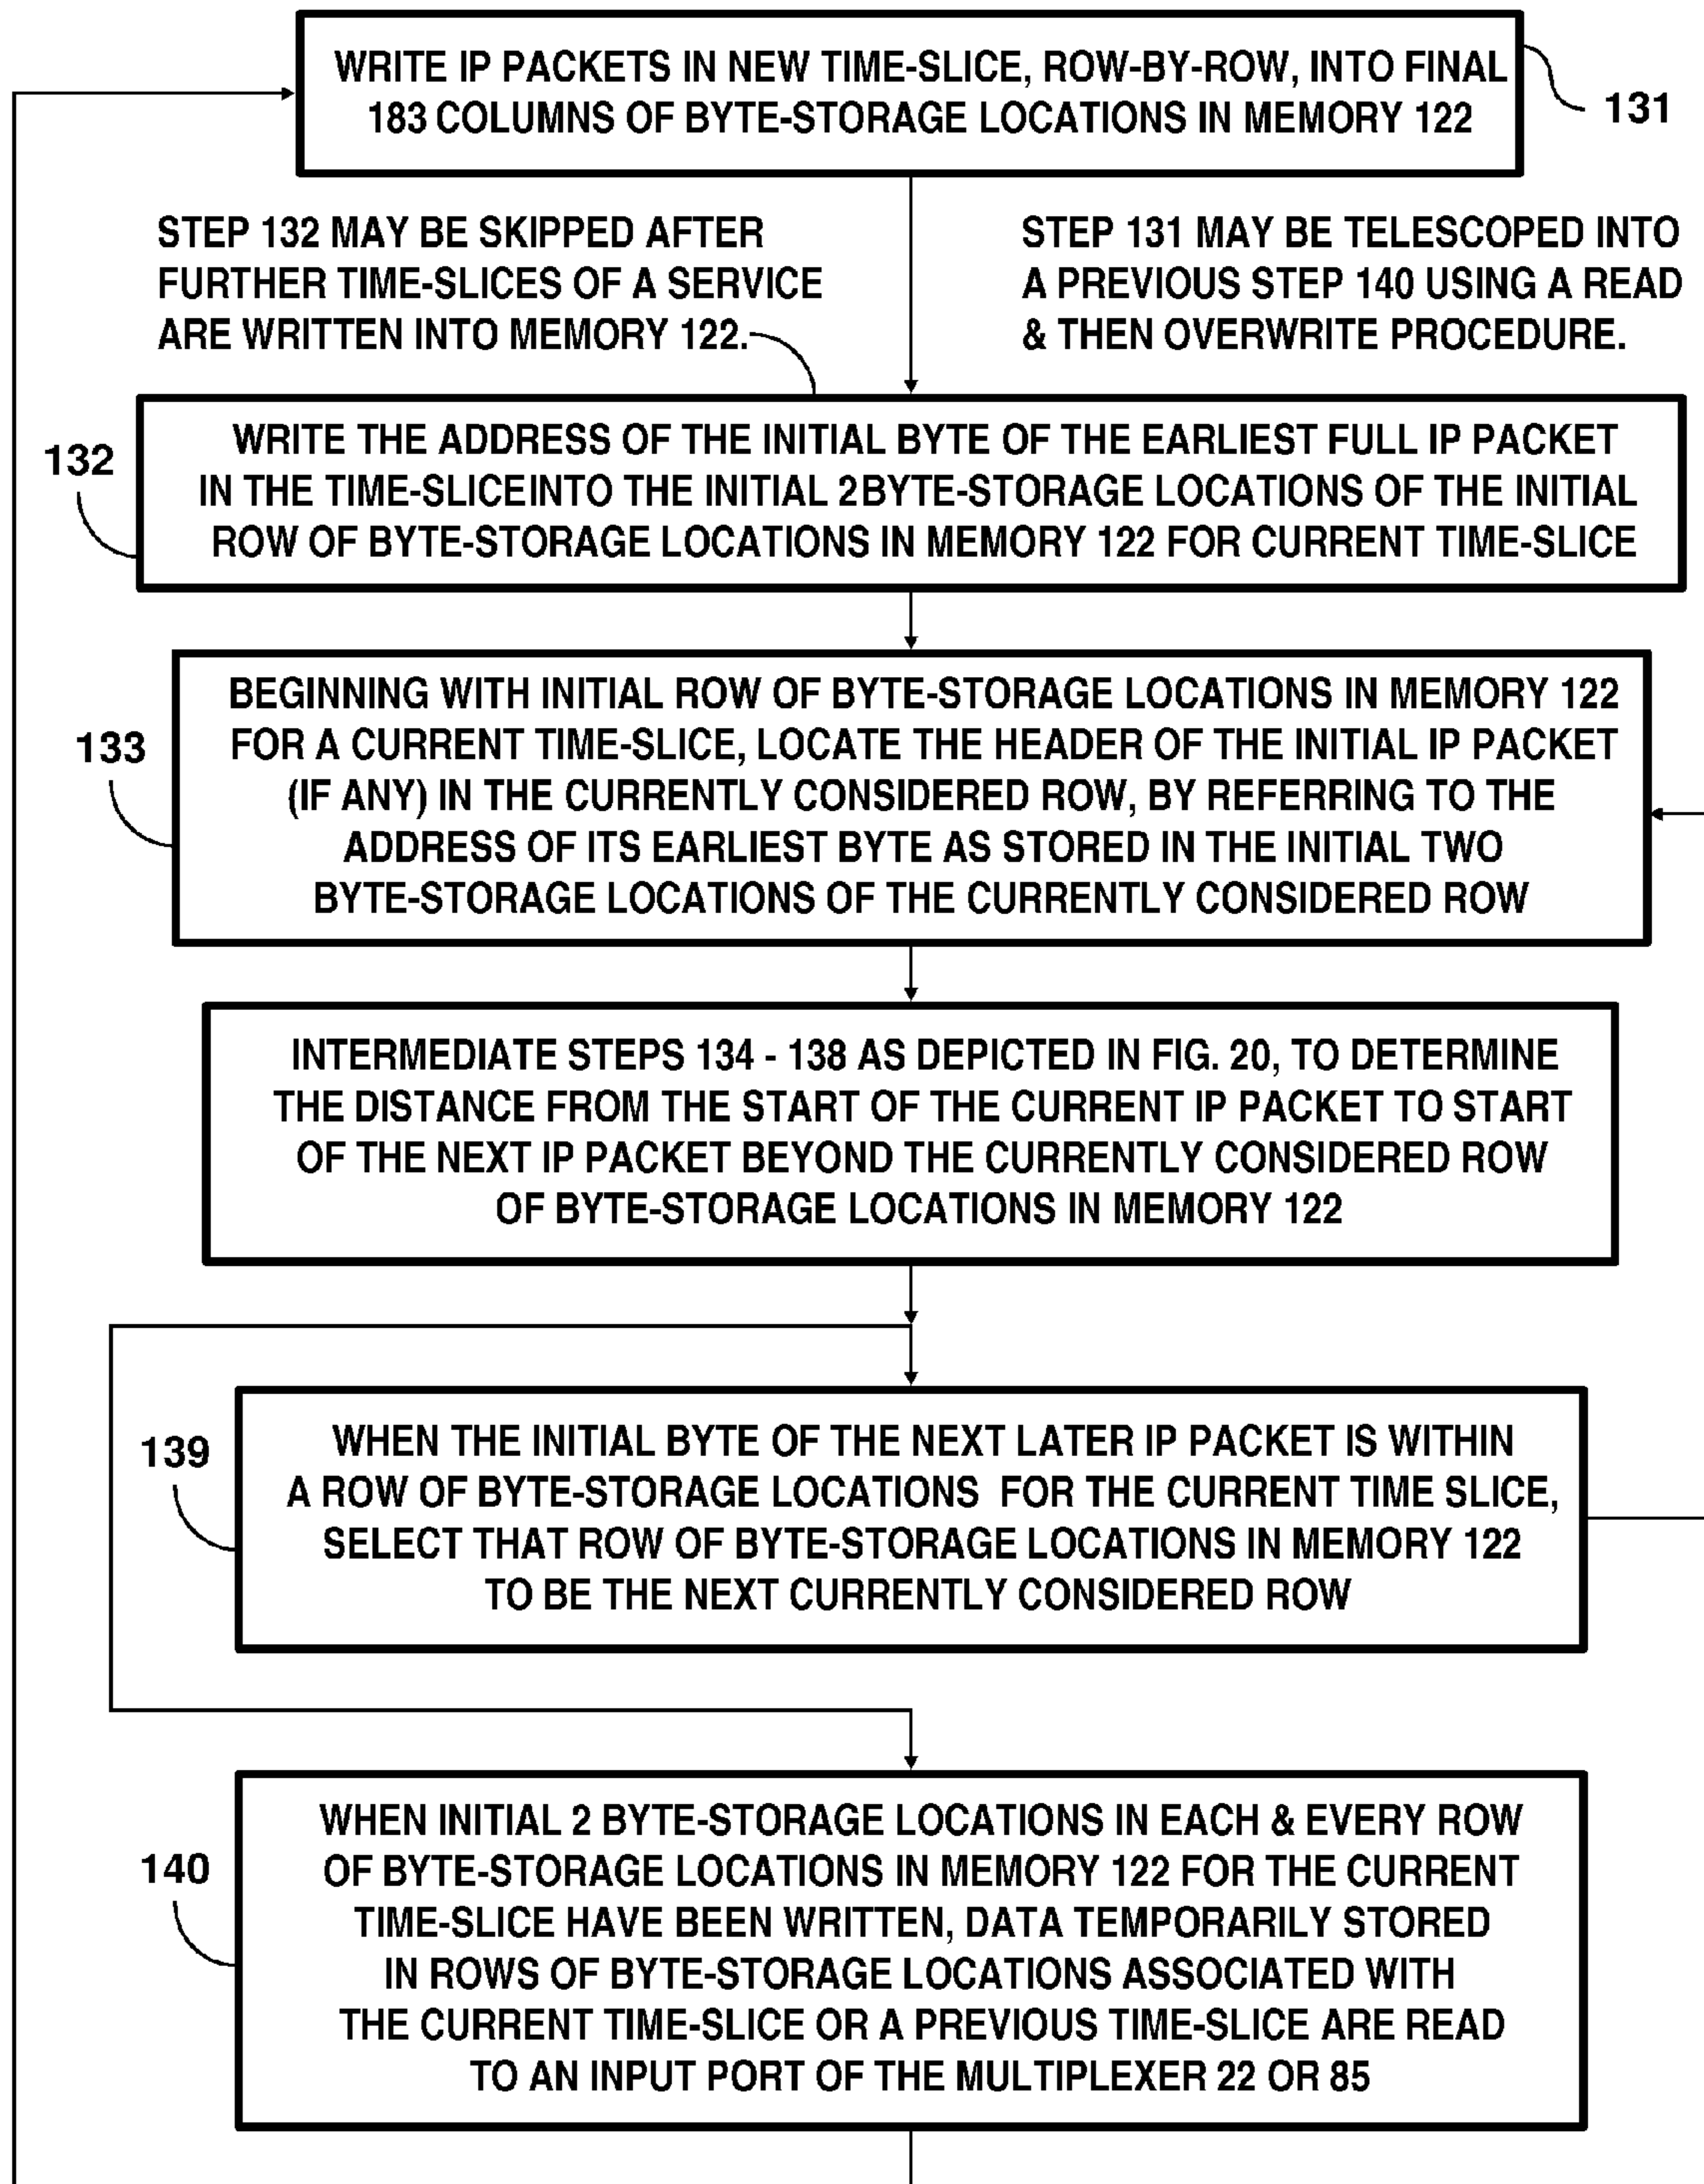 WRITE IP PACKETS IN NEW TIME-SLICE, ROW-BY-ROW, INTO FINAL
183 COLUMNS OF BYTE-STORAGE LOCATIONS IN MEMORY 122
131
STEP 132 MAY BE SKIPPED AFTER
FURTHER TIME-SLICES OF A SERVICE
ARE WRITTEN INTO MEMORY 122.
STEP 131 MAY BE TELESCOPED INTO
A PREVIOUS STEP 140 USING A READ
& THEN OVERWRITE PROCEDURE.
132
WRITE THE ADDRESS OF THE INITIAL BYTE OF THE EARLIEST FULL IP PACKET
IN THE TIME-SLICEINTO THE INITIAL 2BYTE-STORAGE LOCATIONS OF THE INITIAL
ROW OF BYTE-STORAGE LOCATIONS IN MEMORY 122 FOR CURRENT TIME-SLICE
133
BEGINNING WITH INITIAL ROW OF BYTE-STORAGE LOCATIONS IN MEMORY 122
FOR A CURRENT TIME-SLICE, LOCATE THE HEADER OF THE INITIAL IP PACKET
(IF ANY) IN THE CURRENTLY CONSIDERED ROW, BY REFERRING TO THE
ADDRESS OF ITS EARLIEST BYTE AS STORED IN THE INITIAL TWO
BYTE-STORAGE LOCATIONS OF THE CURRENTLY CONSIDERED ROW
INTERMEDIATE STEPS 134 - 138 AS DEPICTED IN FIG. 20, TO DETERMINE
THE DISTANCE FROM THE START OF THE CURRENT IP PACKET TO START
OF THE NEXT IP PACKET BEYOND THE CURRENTLY CONSIDERED ROW
OF BYTE-STORAGE LOCATIONS IN MEMORY 122
139
WHEN THE INITIAL BYTE OF THE NEXT LATER IP PACKET IS WITHIN
A ROW OF BYTE-STORAGE LOCATIONS FOR THE CURRENT TIME SLICE,
SELECT THAT ROW OF BYTE-STORAGE LOCATIONS IN MEMORY 122
TO BE THE NEXT CURRENTLY CONSIDERED ROW
140
WHEN INITIAL 2 BYTE-STORAGE LOCATIONS IN EACH & EVERY ROW
OF BYTE-STORAGE LOCATIONS IN MEMORY 122 FOR THE CURRENT
TIME-SLICE HAVE BEEN WRITTEN, DATA TEMPORARILY STORED
IN ROWS OF BYTE-STORAGE LOCATIONS ASSOCIATED WITH
THE CURRENT TIME-SLICE OR A PREVIOUS TIME-SLICE ARE READ
TO AN INPUT PORT OF THE MULTIPLEXER 22 OR 85